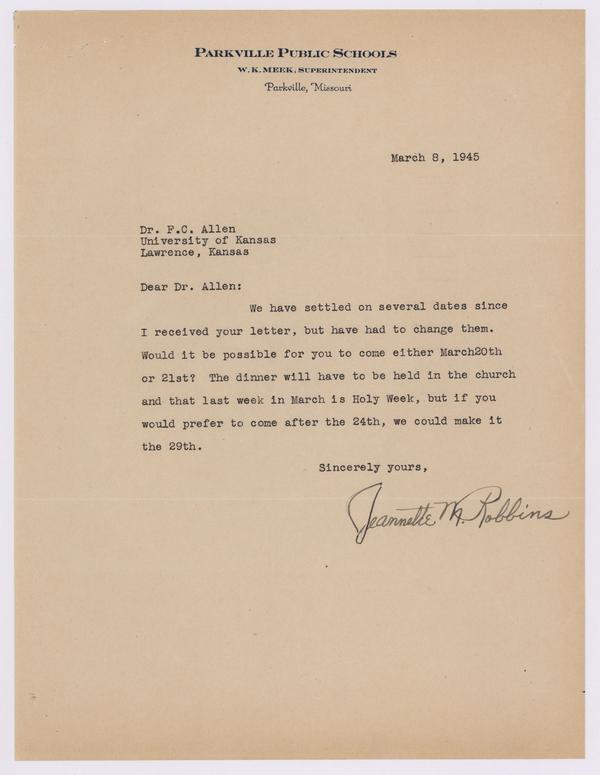 PARKVILLE PUBLIC SCHOOLS
W. K. MEEK, SUPERINTENDENT
Parkville, Missouri
March 8, 1945
Dr. F.C. Allen
University of Kansas
Lawrence, Kansas
Dear Dr. Allen:
We have settled on several dates since
I received your letter, but have had to change them.
Would it be possible for you to come either March20th
or 21st? The dinner will have to be held in the church
and that last week in March is Holy Week, but if you
would prefer to come after the 24th, we could make it
the 29th.
Sincerely yours,
Jeannette M. Robbins